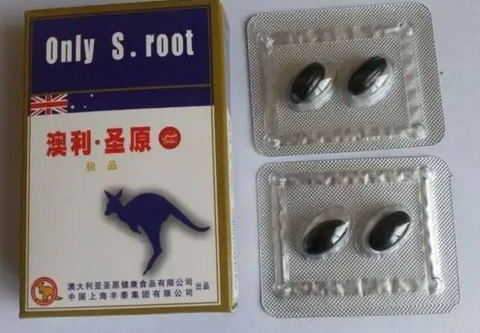 Only S. root
澳利·圣原
极品
澳大利亚圣原健康食品有限公司
中国上海丰泰集团有限公司 出品